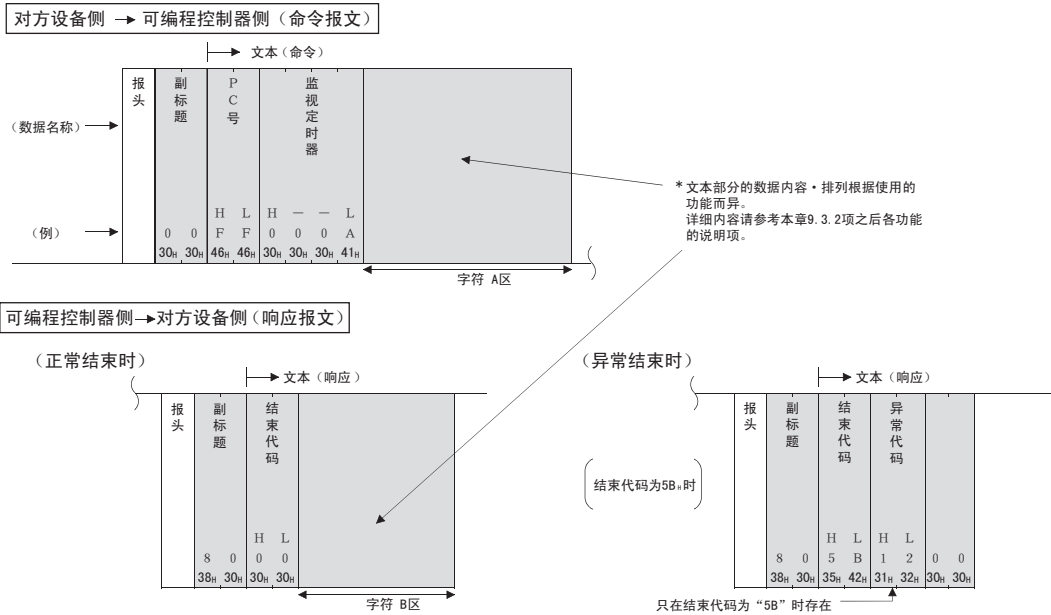 对方设备侧 → 可编程控制器侧（命令报文）
文本（命令）
报头
副标题
PC号
监视定时器
（数据名称）
H L H － － L
（例）
0 0 F F 0 0 0 A
30H 30H 46H 46H 30H 30H 30H 41H
字符 A区
*文本部分的数据内容·排列根据使用的
功能而异。
详细内容请参考本章9.3.2项之后各功能
的说明项。
可编程控制器侧→对方设备侧（响应报文）
（正常结束时）
文本（响应）
报头
副标题
结束代码
H L
8 0 0 0
38H 30H 30H 30H
字符 B区
（异常结束时）
文本（响应）
报头
副标题
结束代码
异常代码
（结束代码为5BH时）
H L H L
8 0 5 B 1 2 0 0
38H 30H 35H 42H 31H 32H 30H 30H
只在结束代码为“5B”时存在